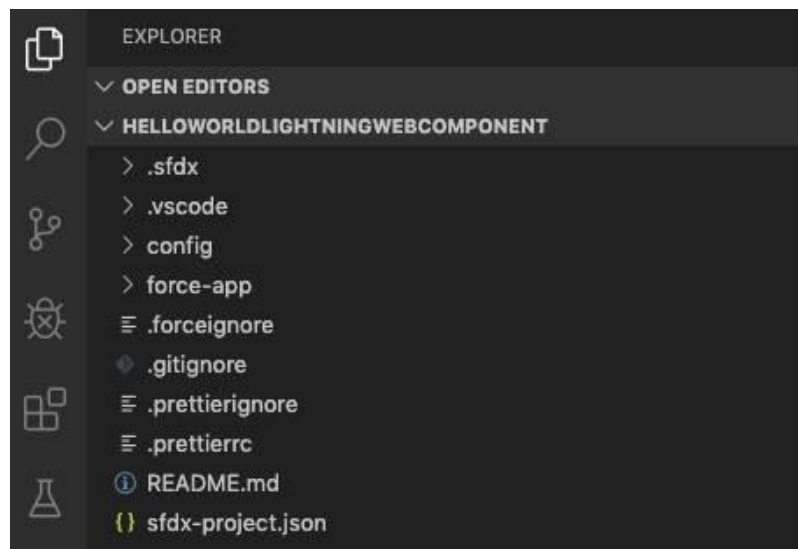 EXPLORER
OPEN EDITORS
HELLOWORLDLIGHTNINGWEBCOMPONENT
.sfdx
.vscode
config
force-app
.forceignore
.gitignore
.prettierignore
.prettierrc
README.md
{} sfdx-project.json